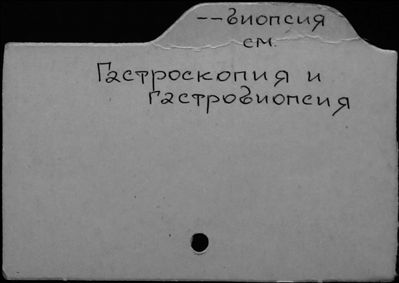 --биопсия
см.
Гастроскопия и
гастробиопсия